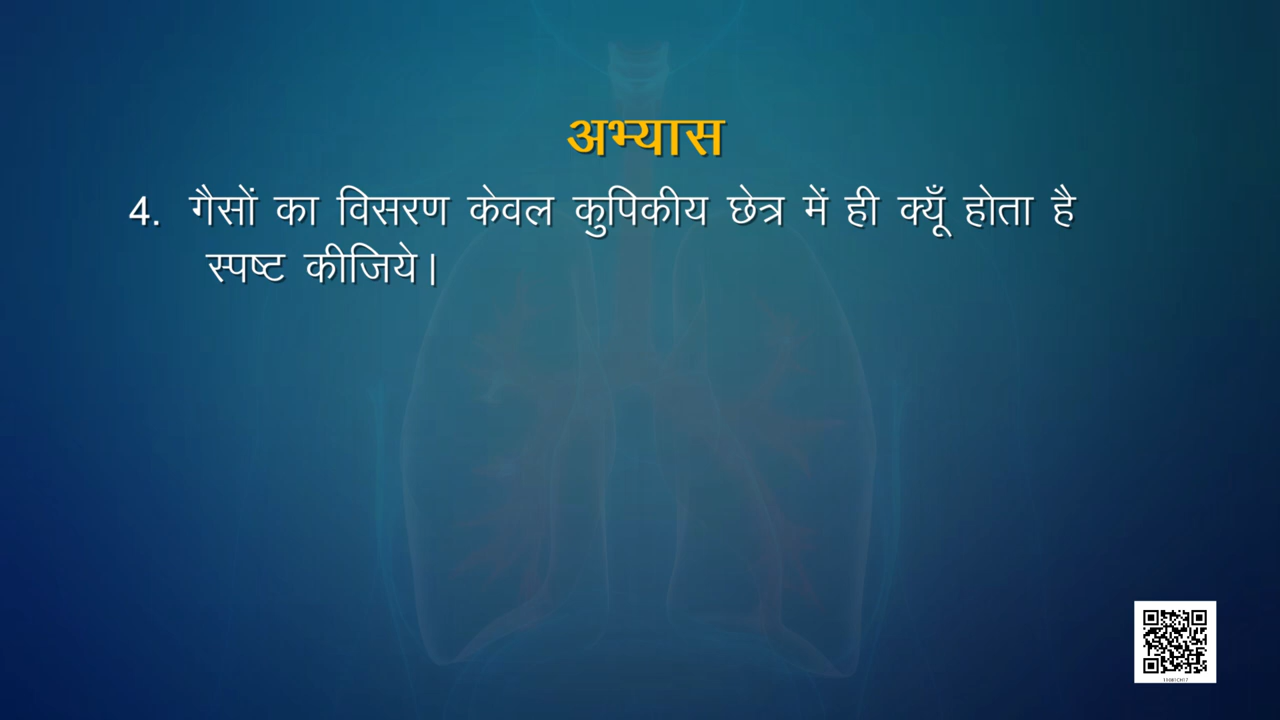 अभ्यास
4. गैसों का विसरण केवल कुपिकीय छेत्र में ही क्यूँ होता है
स्पष्ट कीजिये।